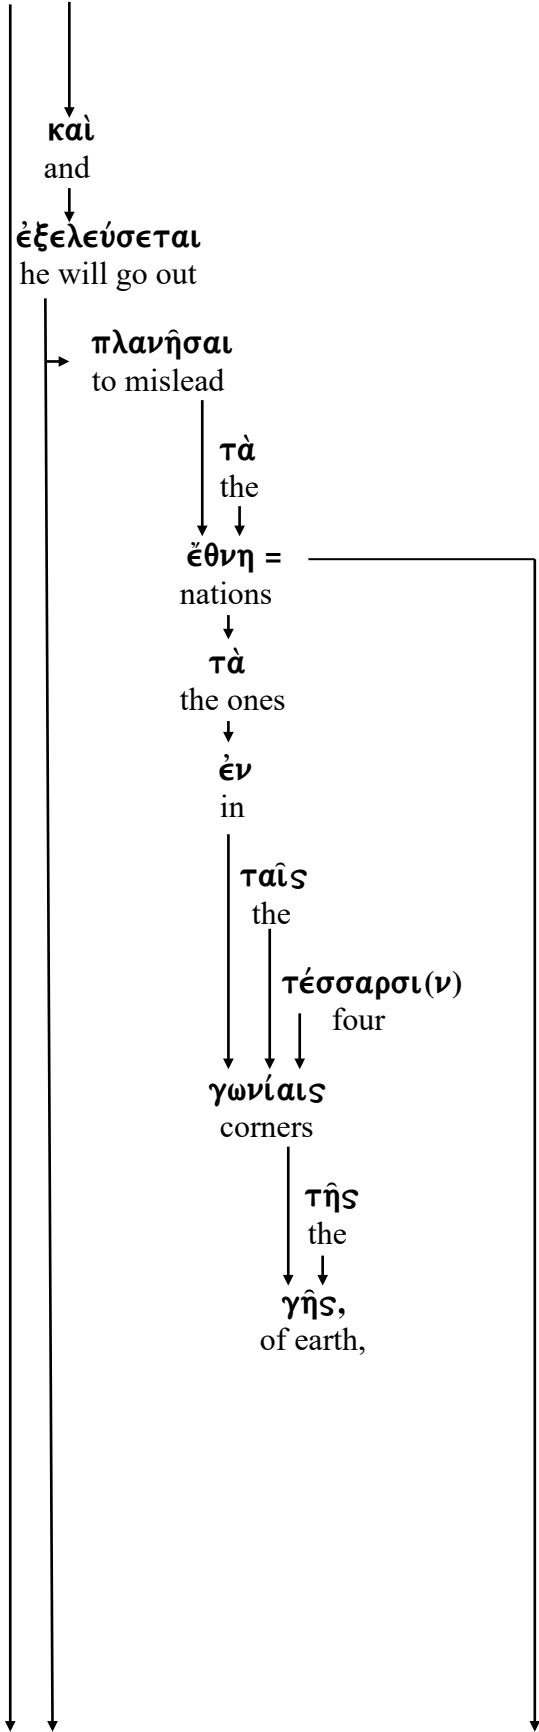 καὶ
and
ἐξελεύσεται
he will go out
πλανῆσαι
to mislead
τὰ
the
ἔθνη =
nations
τὰ
the ones
ἐν
in
ταῖς
the
τέσσαρσι(ν)
four
γωνίαις
corners
τῆς
the
γῆς,
of earth,